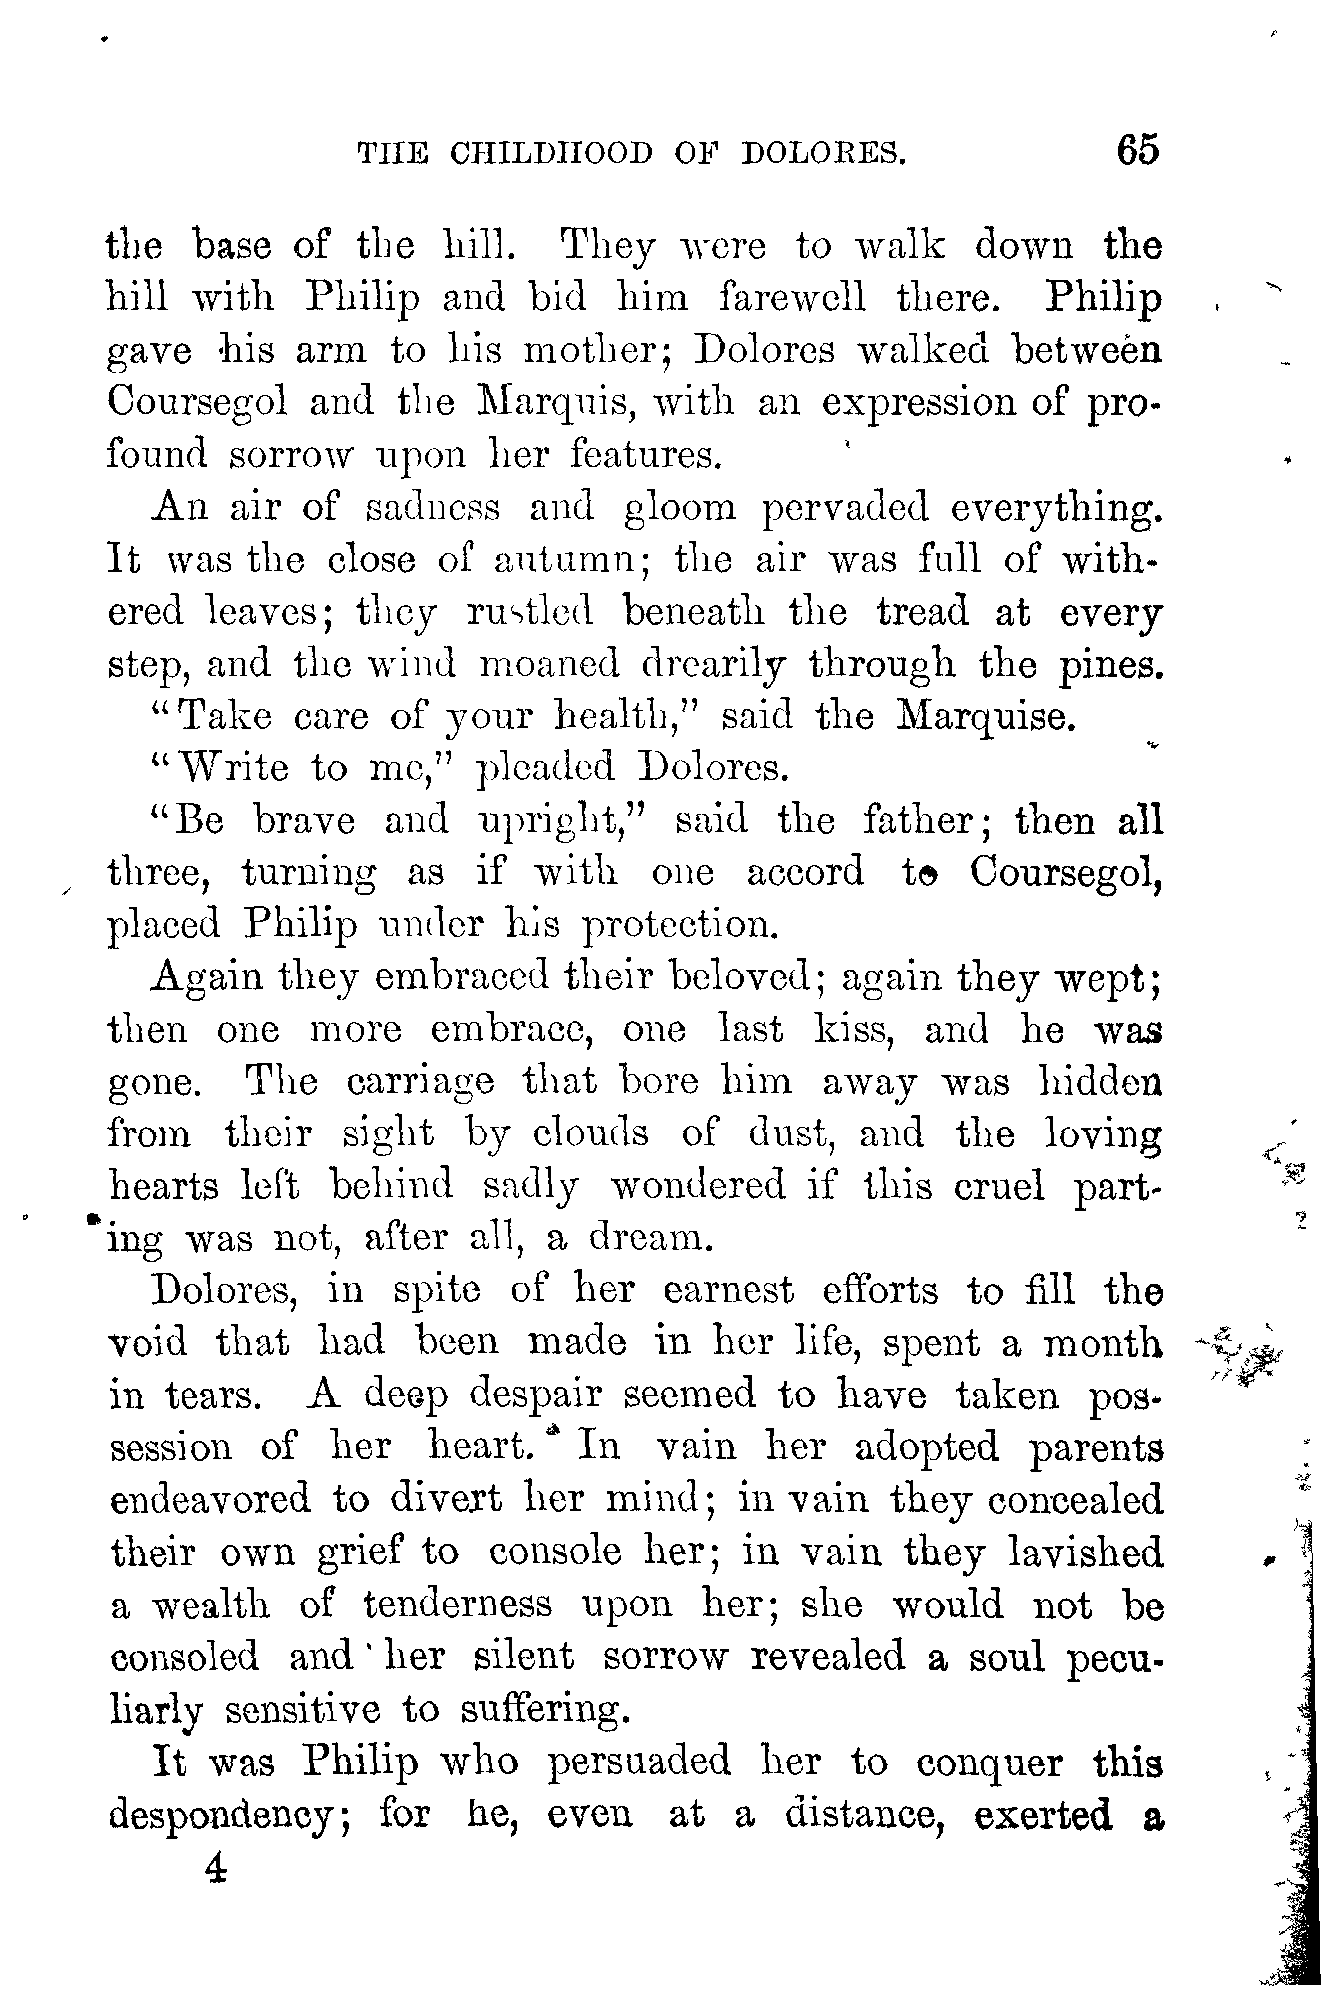 THE CHILDHOOD OF DOLORES. 65
the base of the hill. They were to walk down the
hill with Philip and bid him farewell there. Philip
gave his arm to his mother; Dolores walked between
Coursegol and the Marquis, with an expression of pro-
found sorrow upon her features.
An air of sadness and gloom pervaded everything.
It was the close of autumn; the air was full of with-
ered leaves; they rustled beneath the tread at every
step, and the wind moaned drearily through the pines.
"Take care of your health," said the Marquise.
"Write to me," pleaded Dolores.
"Be brave and upright," said the father; then all
three, turning as if with one accord to Coursegol,
placed Philip under his protection.
Again they embraced their beloved; again they wept;
then one more embrace, one last kiss, and he was
gone. The carriage that bore him away was hidden
from their sight by clouds of dust, and the loving
hearts left behind sadly wondered if this cruel part-
ing was not, after all, a dream.
Dolores, in spite of her earnest efforts to fill the
void that had been made in her life, spent a month
in tears. A deep despair seemed to have taken pos-
session of her heart. In vain her adopted parents
endeavored to divert her mind; in vain they concealed
their own grief to console her; in vain they lavished
a wealth of tenderness upon her; she would not be
consoled and her silent sorrow revealed a soul pecu-
liarly sensitive to suffering.
It was Philip who persuaded her to conquer this
despondency; for he, even at a distance, exerted a
4